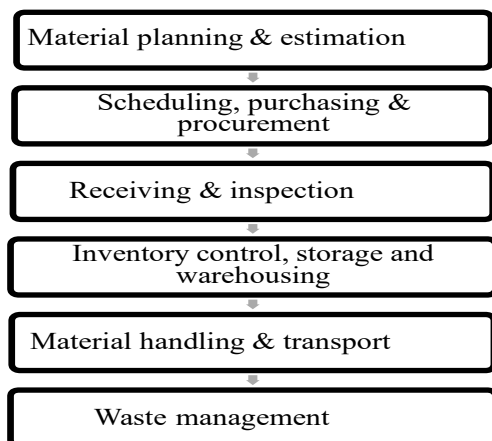 Material planning & estimation
Scheduling, purchasing &
procurement
Receiving & inspection
Inventory control, storage and
warehousing
Material handling & transport
Waste management